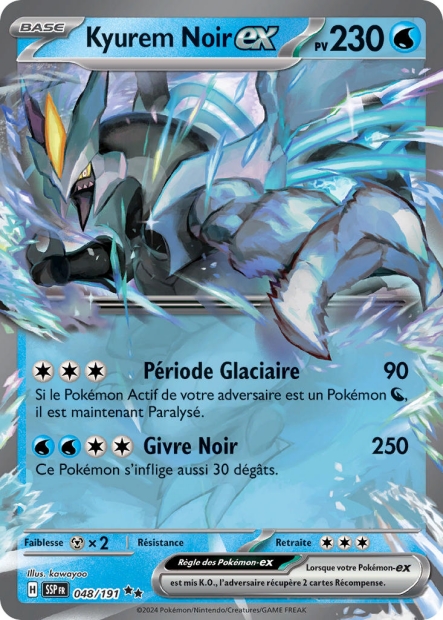 BASE
Kyurem Noir ex PV 230
Période Glaciaire 90
Si le Pokémon Actif de votre adversaire est un Pokémon ,
il est maintenant Paralysé.
Givre Noir 250
Ce Pokémon s’inflige aussi 30 dégâts.
Faiblesse ×2 Résistance Retraite
Illus. kawayoo
Règle des Pokémon-ex Lorsque votre Pokémon-ex
est mis K.O., l’adversaire récupère 2 cartes Récompense.
H SSP FR 048/191
©2024 Pokémon/Nintendo/Creatures/GAME FREAK